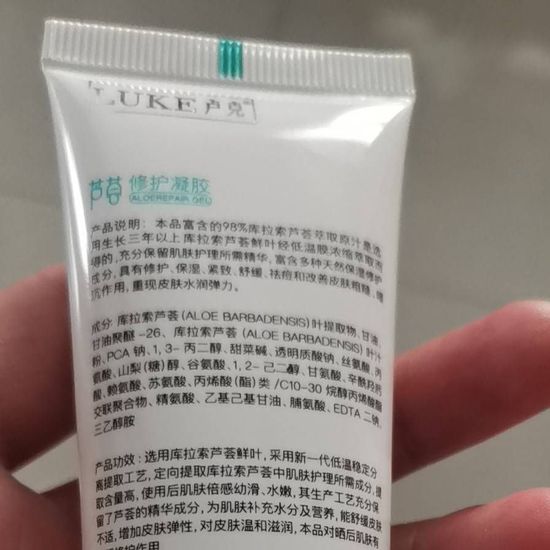 LUKE 卢克®
芦荟 修护凝胶
ALOEREPAIR GEL
产品说明：本品富含的98%库拉索芦荟萃取原汁是选
用生长三年以上库拉索芦荟鲜叶经低温膜浓缩萃取而
得的，充分保留肌肤护理所需精华，富含多种天然保湿修护
成分，具有修护、保湿、紧致、舒缓、祛痘和改善皮肤粗糙、
抗作用，重现皮肤水润弹力。
成分：库拉索芦荟(ALOE BARBADENSIS)叶提取物、甘油、
甘油聚醚-26、库拉索芦荟(ALOE BARBADENSIS)叶汁
粉、PCA钠、1,3-丙二醇、甜菜碱、透明质酸钠、丝氨酸、丙
氨酸、山梨(糖)醇、谷氨酸、1,2-己二醇、甘氨酸、辛酰羟肟
酸、赖氨酸、苏氨酸、丙烯酸(酯)类/C10-30烷醇丙烯酸酯
交联聚合物、精氨酸、乙基己基甘油、脯氨酸、EDTA二钠、
三乙醇胺
产品功效：选用库拉索芦荟鲜叶，采用新一代低温稳定分
离提取工艺，定向提取库拉索芦荟中肌肤护理所需成分，提
取含量高，使用后肌肤倍感幼滑、水嫩，其生产工艺充分保
留了芦荟的精华成分，为肌肤补充水分及营养，能舒缓皮肤
不适，增加皮肤弹性，对皮肤温和滋润，本品对晒后肌肤有
修护作用